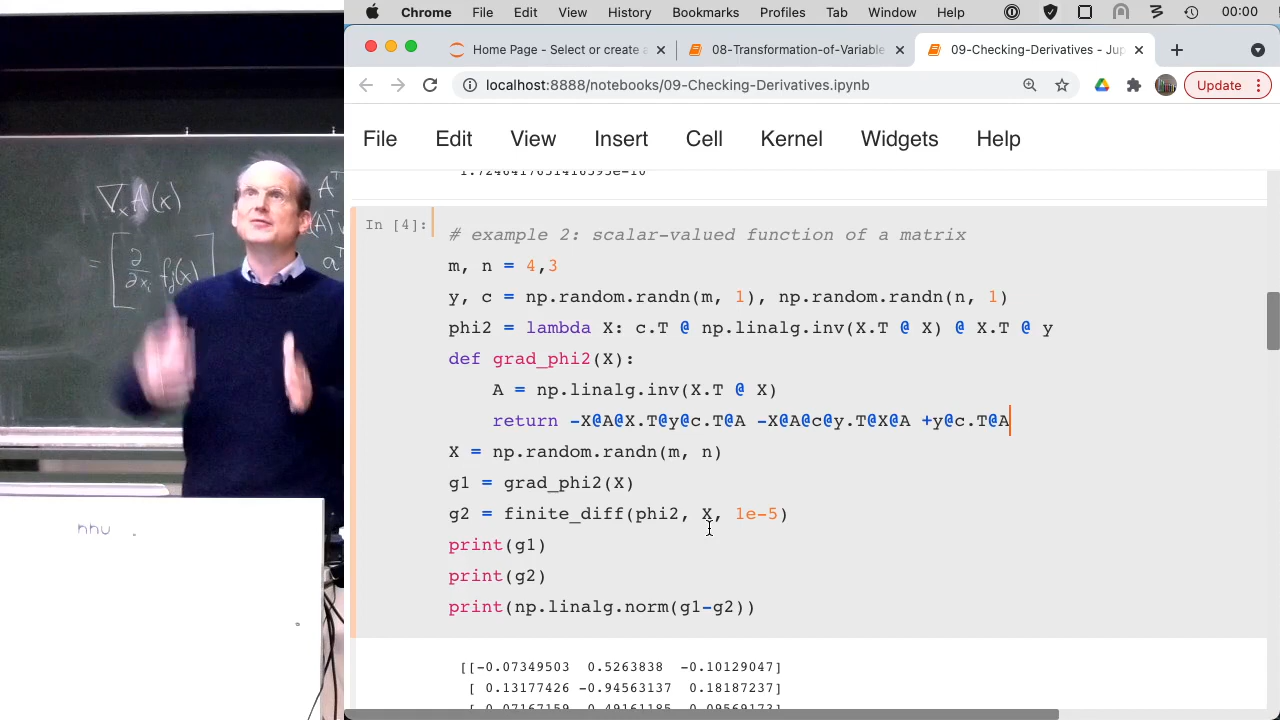 Chrome File Edit View History Bookmarks Profiles Tab Window Help 00:00
Home Page - Select or create a
08-Transformation-of-Variable
09-Checking-Derivatives - Jup
localhost:8888/notebooks/09-Checking-Derivatives.ipynb
Update
File Edit View Insert Cell Kernel Widgets Help
In [4]:
# example 2: scalar-valued function of a matrix
m, n = 4,3
y, c = np.random.randn(m, 1), np.random.randn(n, 1)
phi2 = lambda X: c.T @ np.linalg.inv(X.T @ X) @ X.T @ y
def grad_phi2(X):
A = np.linalg.inv(X.T @ X)
return -X@A@X.T@y@c.T@A -X@A@c@y.T@X@A +y@c.T@A
X = np.random.randn(m, n)
g1 = grad_phi2(X)
g2 = finite_diff(phi2, X, 1e-5)
print(g1)
print(g2)
print(np.linalg.norm(g1-g2))
[[-0.07349503 0.5263838 -0.10129047]
[ 0.13177426 -0.94563137 0.18187237]
∇x A(x)
= [ ∂/∂xi fj(x) ]